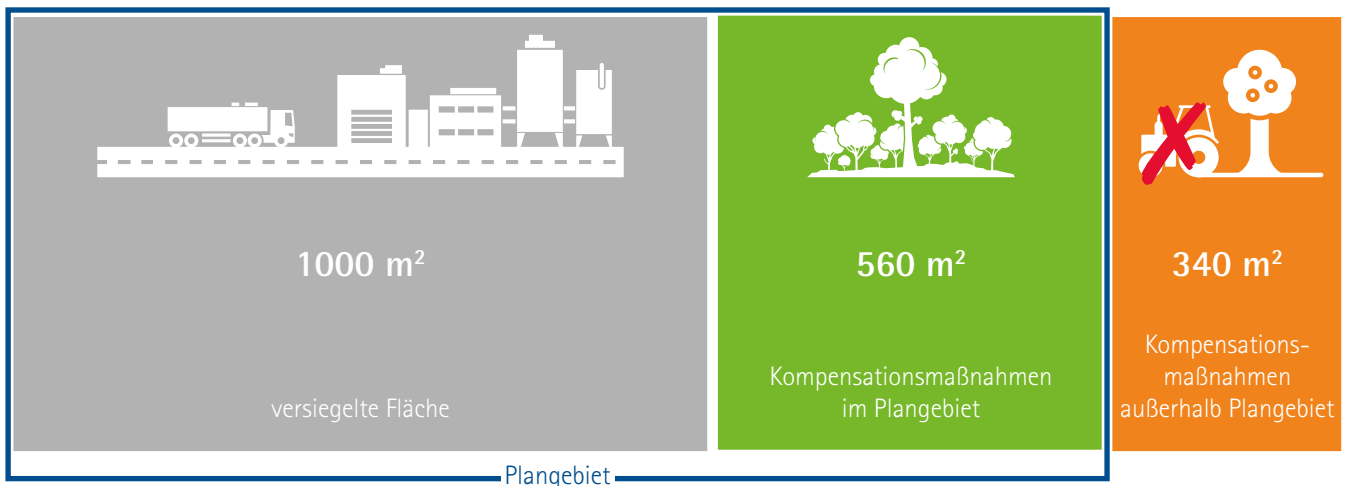 1000 m²
versiegelte Fläche
560 m²
Kompensationsmaßnahmen
im Plangebiet
340 m²
Kompensations-
maßnahmen
außerhalb Plangebiet
Plangebiet